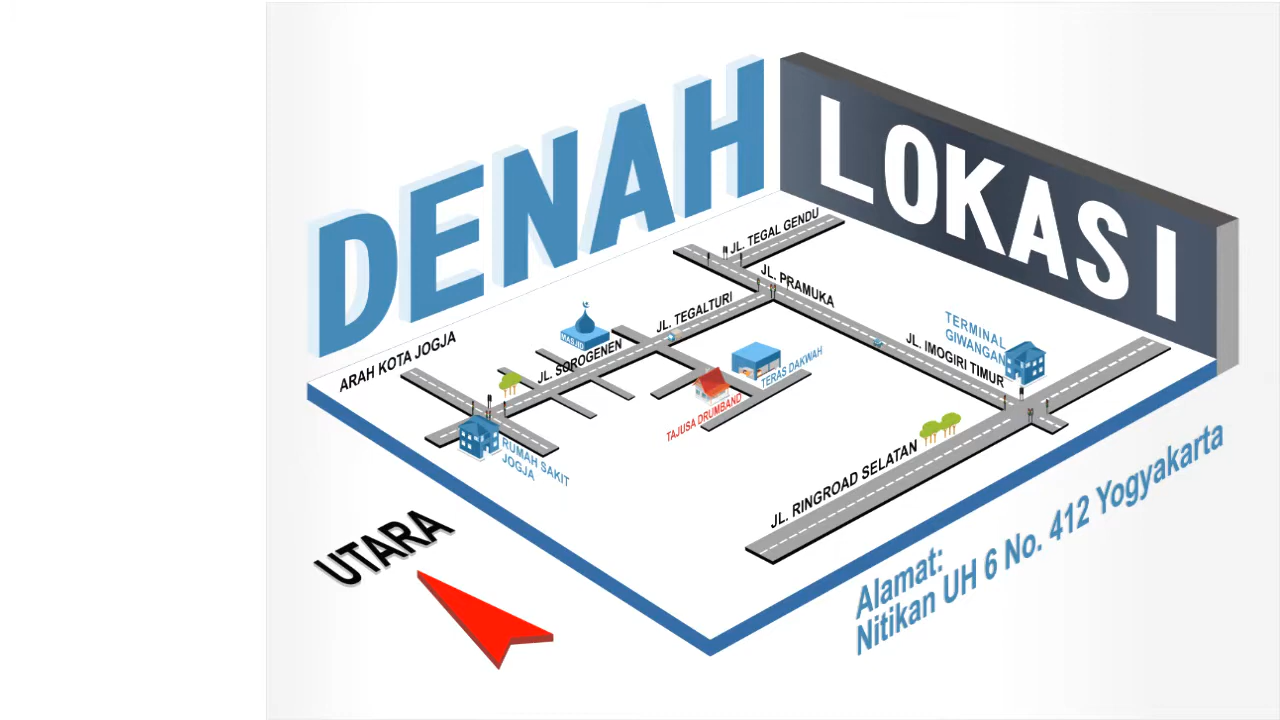 DENAH
LOKASI
JL. TEGAL GENDU
JL. PRAMUKA
JL. TEGALTURI
MASJID
JL. SOROGENEN
ARAH KOTA JOGJA
TERMINAL
GIWANGAN
JL. IMOGIRI TIMUR
TERAS DAKWAH
TAJUSA DRUMBAND
RUMAH SAKIT
JOGJA
JL. RINGROAD SELATAN
UTARA
Alamat:
Nitikan UH 6 No. 412 Yogyakarta